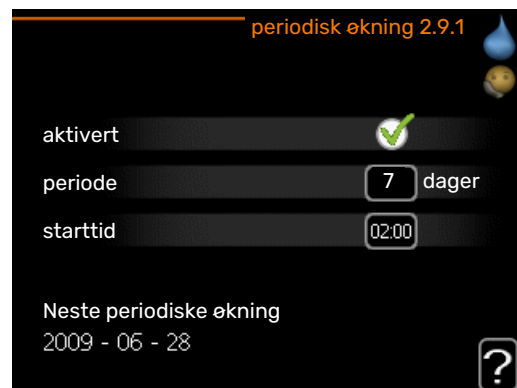 periodisk økning 2.9.1
aktivert
periode 7 dager
starttid 02:00
Neste periodiske økning
2009 - 06 - 28
?